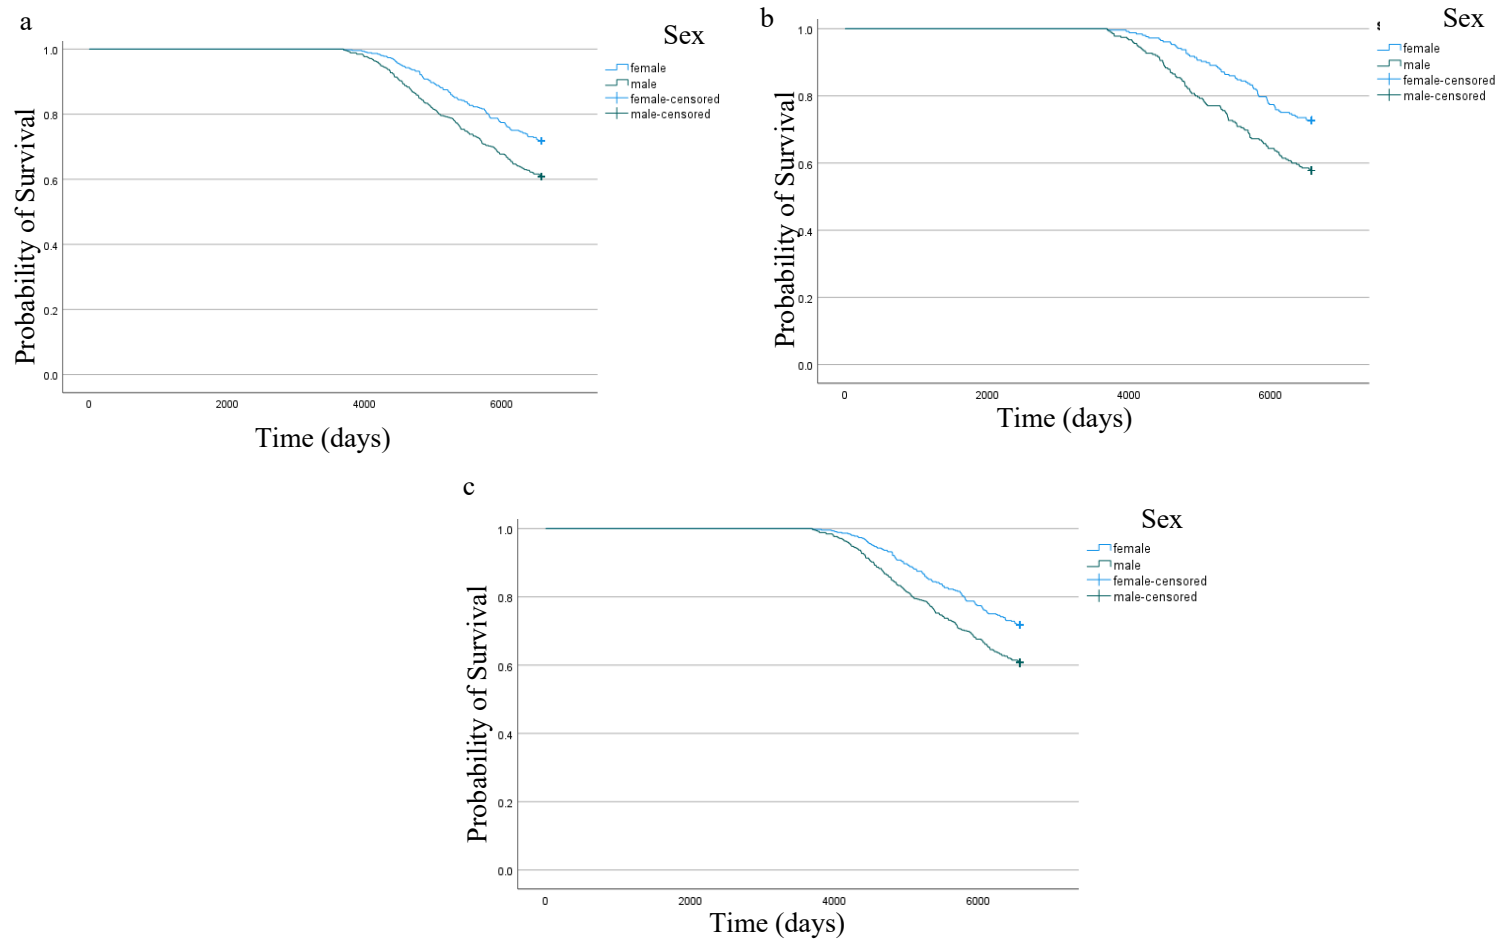 a
Sex
female
male
female-censored
male-censored
Probability of Survival
1.0
0.8
0.6
0.4
0.2
0.0
0 2000 4000 6000
Time (days)
b
Sex
female
male
female-censored
male-censored
Probability of Survival
1.0
0.8
0.6
0.4
0.2
0.0
0 2000 4000 6000
Time (days)
c
Sex
female
male
female-censored
male-censored
Probability of Survival
1.0
0.8
0.6
0.4
0.2
0.0
0 2000 4000 6000
Time (days)